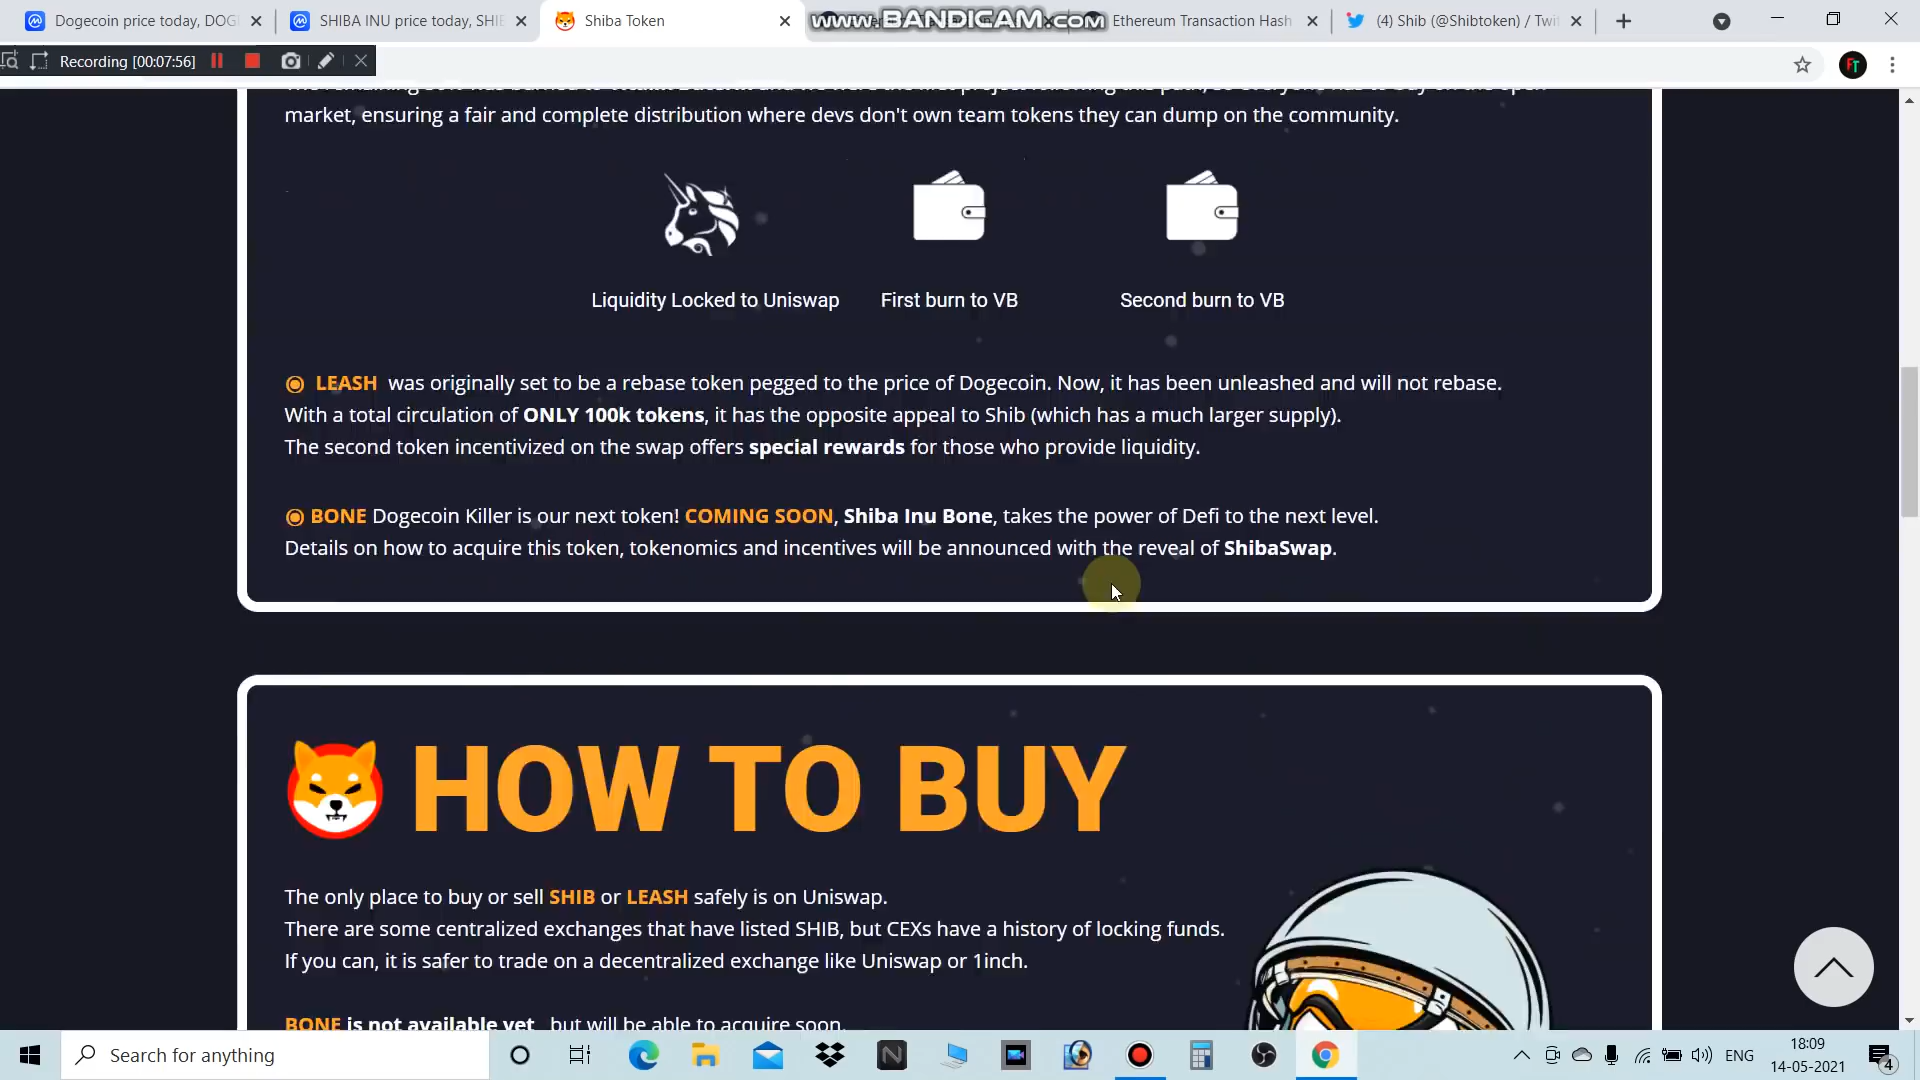 Dogecoin price today, DOGE
SHIBA INU price today, SHIB
Shiba Token
www.BANDICAM.com
Ethereum Transaction Hash
(4) Shib (@Shibtoken) / Twit
Recording [00:07:56]
market, ensuring a fair and complete distribution where devs don't own team tokens they can dump on the community.
Liquidity Locked to Uniswap
First burn to VB
Second burn to VB
LEASH was originally set to be a rebase token pegged to the price of Dogecoin. Now, it has been unleashed and will not rebase.
With a total circulation of ONLY 100k tokens, it has the opposite appeal to Shib (which has a much larger supply).
The second token incentivized on the swap offers special rewards for those who provide liquidity.
BONE Dogecoin Killer is our next token! COMING SOON, Shiba Inu Bone, takes the power of Defi to the next level.
Details on how to acquire this token, tokenomics and incentives will be announced with the reveal of ShibaSwap.
HOW TO BUY
The only place to buy or sell SHIB or LEASH safely is on Uniswap.
There are some centralized exchanges that have listed SHIB, but CEXs have a history of locking funds.
If you can, it is safer to trade on a decentralized exchange like Uniswap or 1inch.
BONE is not available yet, but will be able to acquire soon.
Search for anything
ENG
18:09
14-05-2021
4